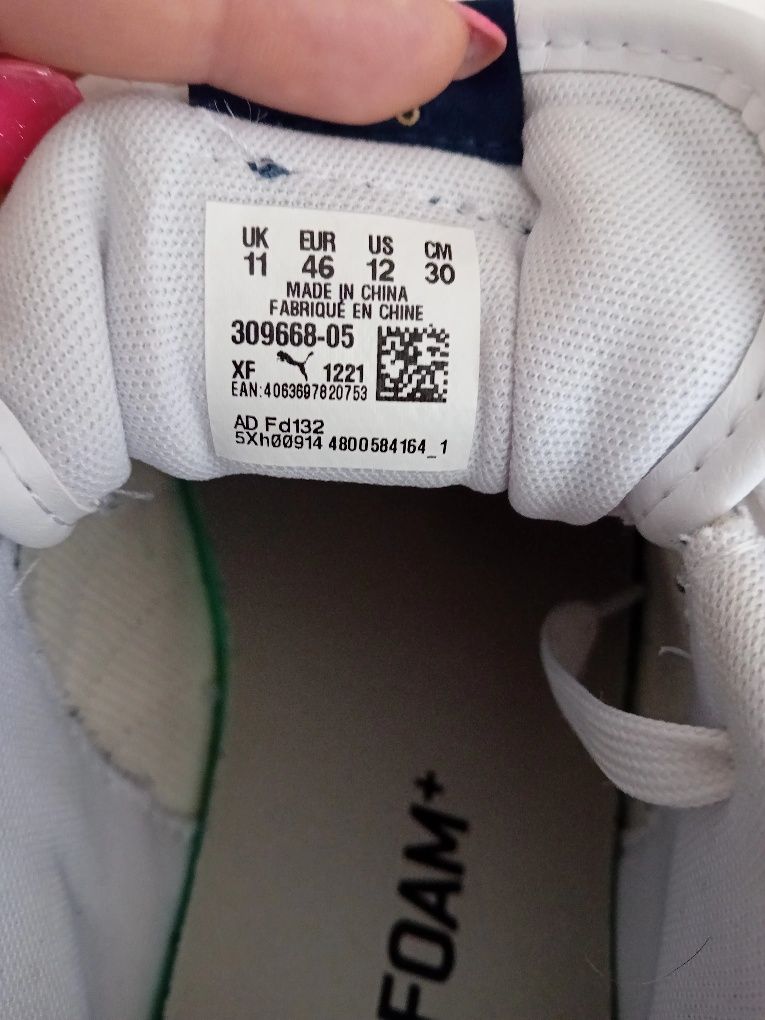 UK EUR US CM
11 46 12 30
MADE IN CHINA
FABRIQUÉ EN CHINE
309668-05
XF 1221
EAN:4063697820753
AD Fd132
5Xh00914 4800584164_1
FOAM+